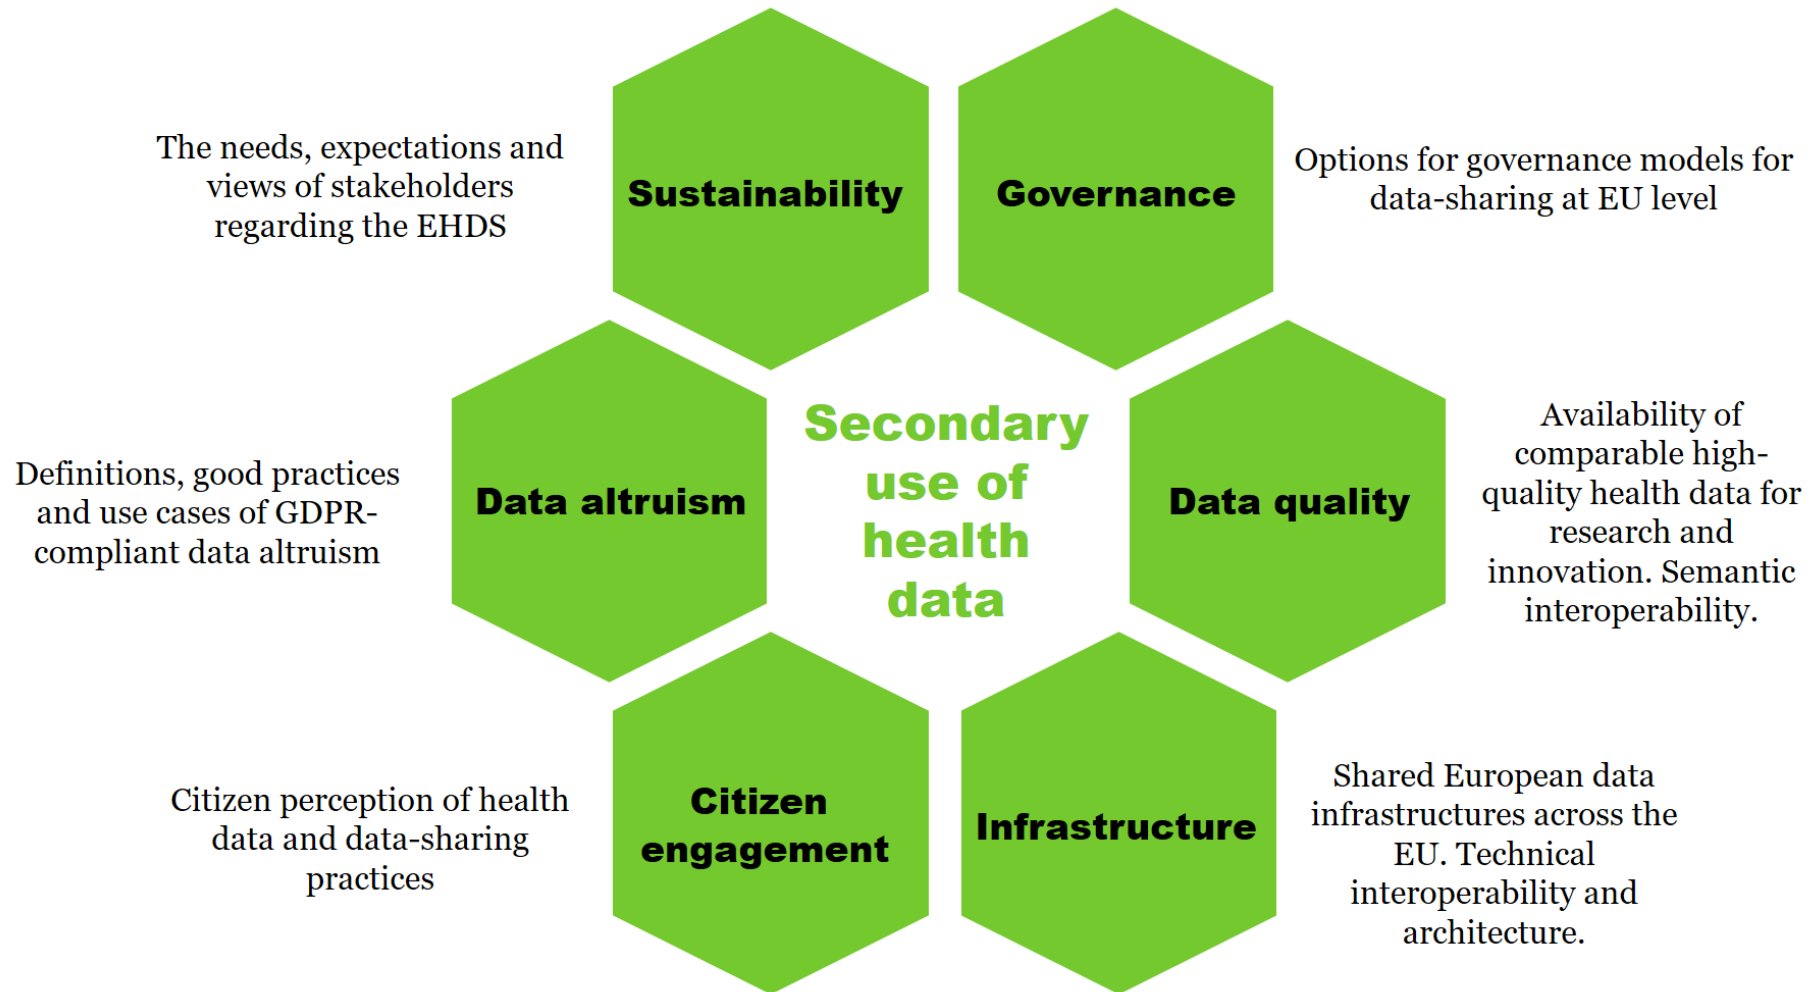 The needs, expectations and
views of stakeholders
regarding the EHDS
Sustainability
Governance
Options for governance models for
data-sharing at EU level
Definitions, good practices
and use cases of GDPR-
compliant data altruism
Data altruism
Secondary
use of
health
data
Data quality
Availability of
comparable high-
quality health data for
research and
innovation. Semantic
interoperability.
Citizen perception of health
data and data-sharing
practices
Citizen
engagement
Infrastructure
Shared European data
infrastructures across the
EU. Technical
interoperability and
architecture.